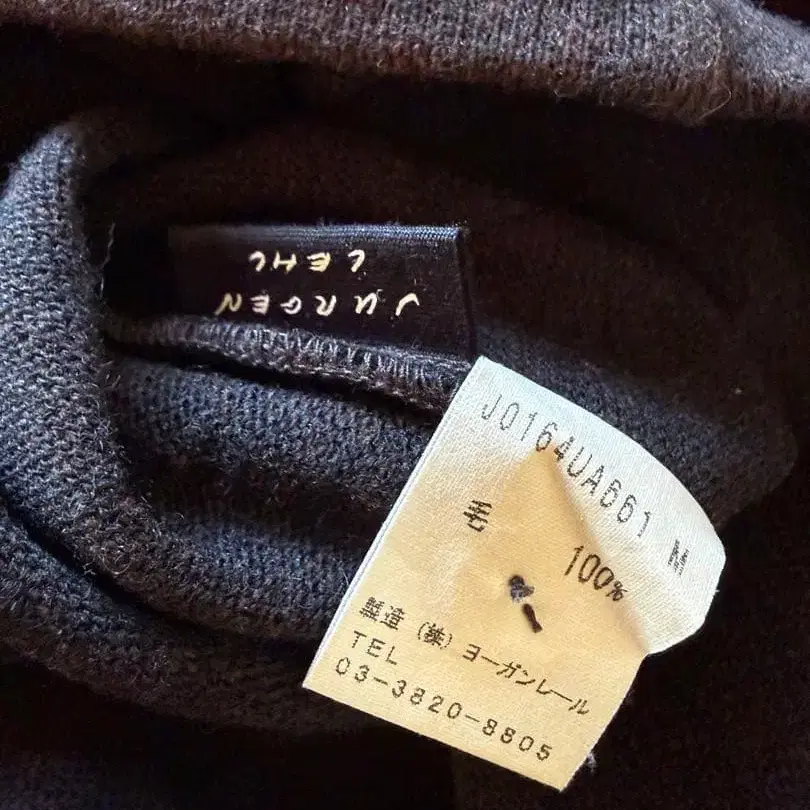 JURGEN
LEHL
J0164UA661 M
毛 100%
製造 (株) ヨーガンレール
TEL
03-3820-8805